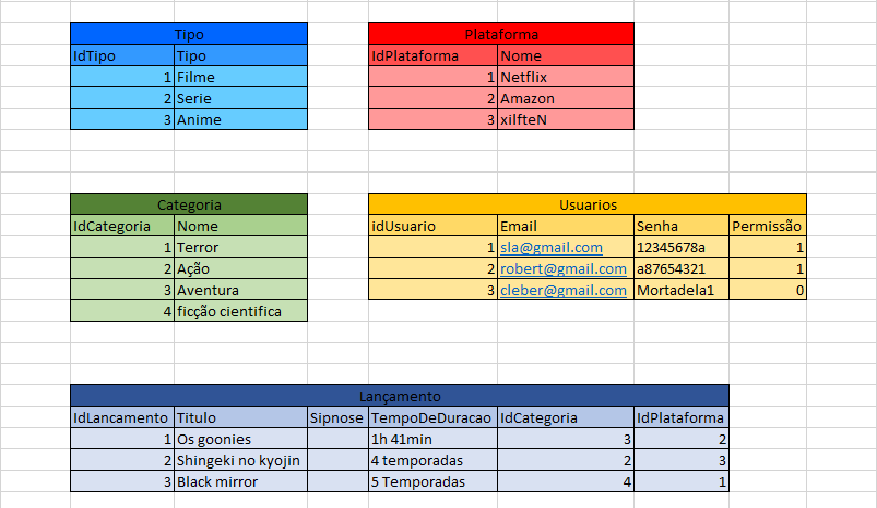 Tipo
IdTipo Tipo
1 Filme
2 Serie
3 Anime
Plataforma
IdPlataforma Nome
1 Netflix
2 Amazon
3 xilfteN
Categoria
IdCategoria Nome
1 Terror
2 Ação
3 Aventura
4 ficção cientifica
Usuarios
idUsuario Email Senha Permissão
1 sla@gmail.com 12345678a 1
2 robert@gmail.com a87654321 1
3 cleber@gmail.com Mortadela1 0
Lançamento
IdLancamento Titulo Sipnose TempoDeDuracao IdCategoria IdPlataforma
1 Os goonies 1h 41min 3 2
2 Shingeki no kyojin 4 temporadas 2 3
3 Black mirror 5 Temporadas 4 1